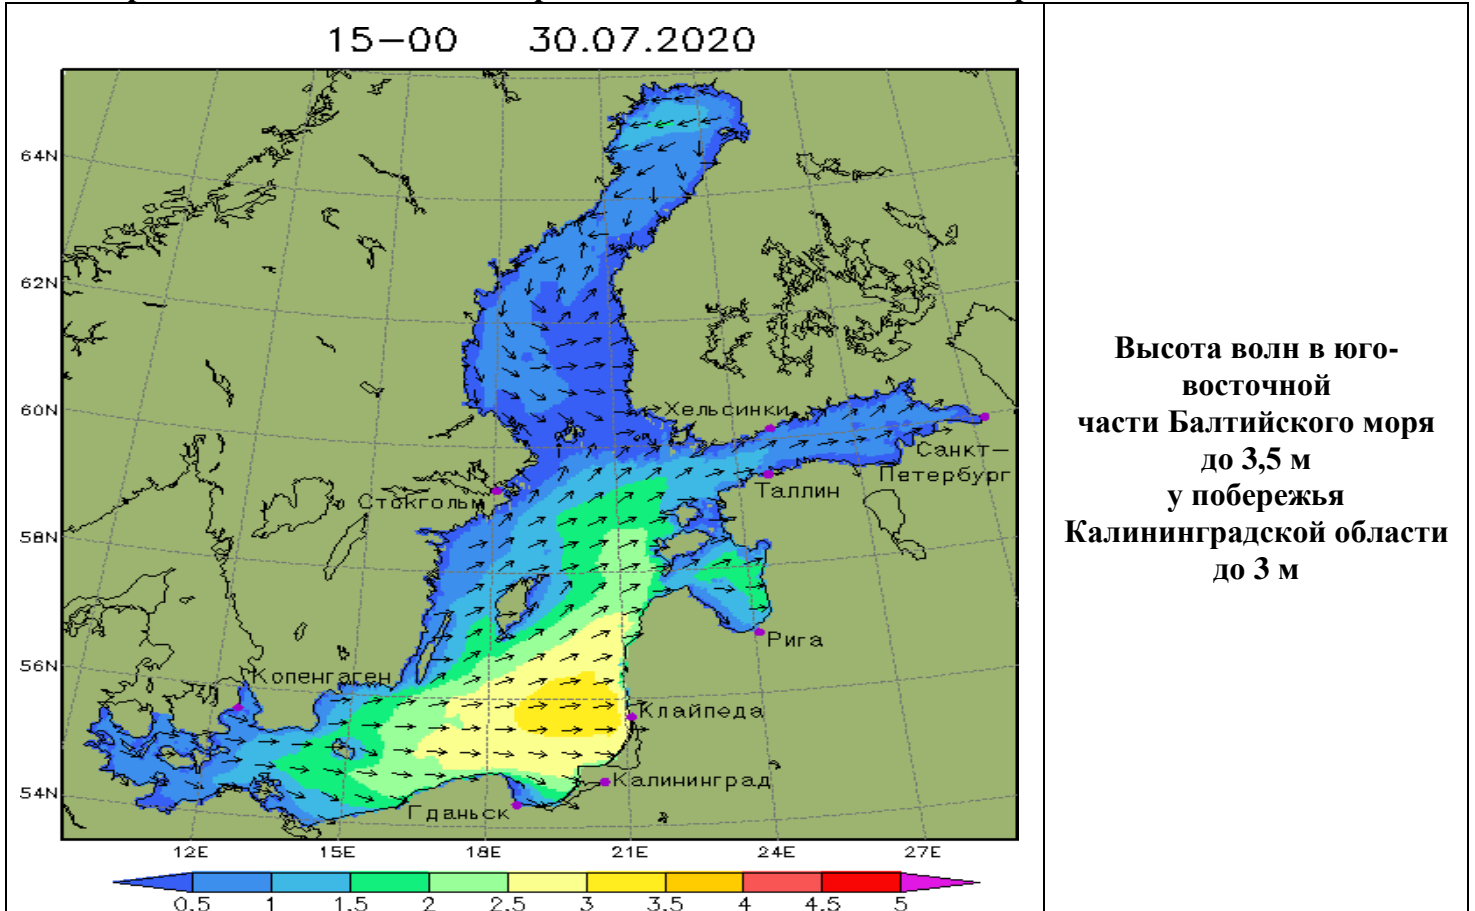 15-00 30.07.2020
64N
62N
60N
58N
56N
54N
Хельсинки
Санкт-
Петербург
Таллин
Стокгольм
Рига
Копенгаген
Клайпеда
Калининград
Гданьск
12E 15E 18E 21E 24E 27E
0.5 1 1.5 2 2.5 3 3.5 4 4.5 5
Высота волн в юго-
восточной
части Балтийского моря
до 3,5 м
у побережья
Калининградской области
до 3 м